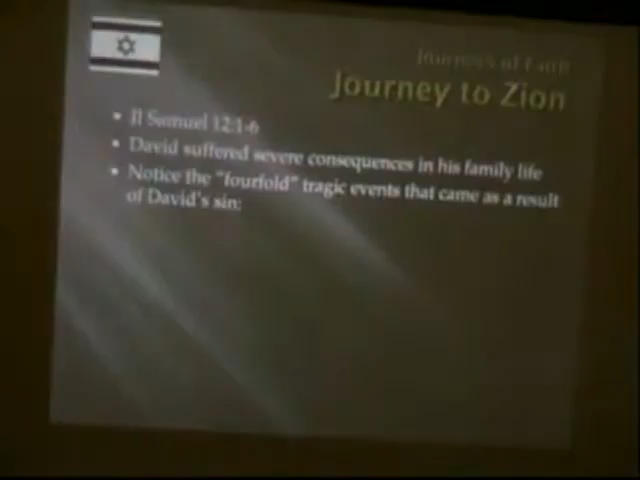 Journeys of Faith
Journey to Zion
II Samuel 12:1-6
David suffered severe consequences in his family life
Notice the "fourfold" tragic events that came as a result
of David's sin: